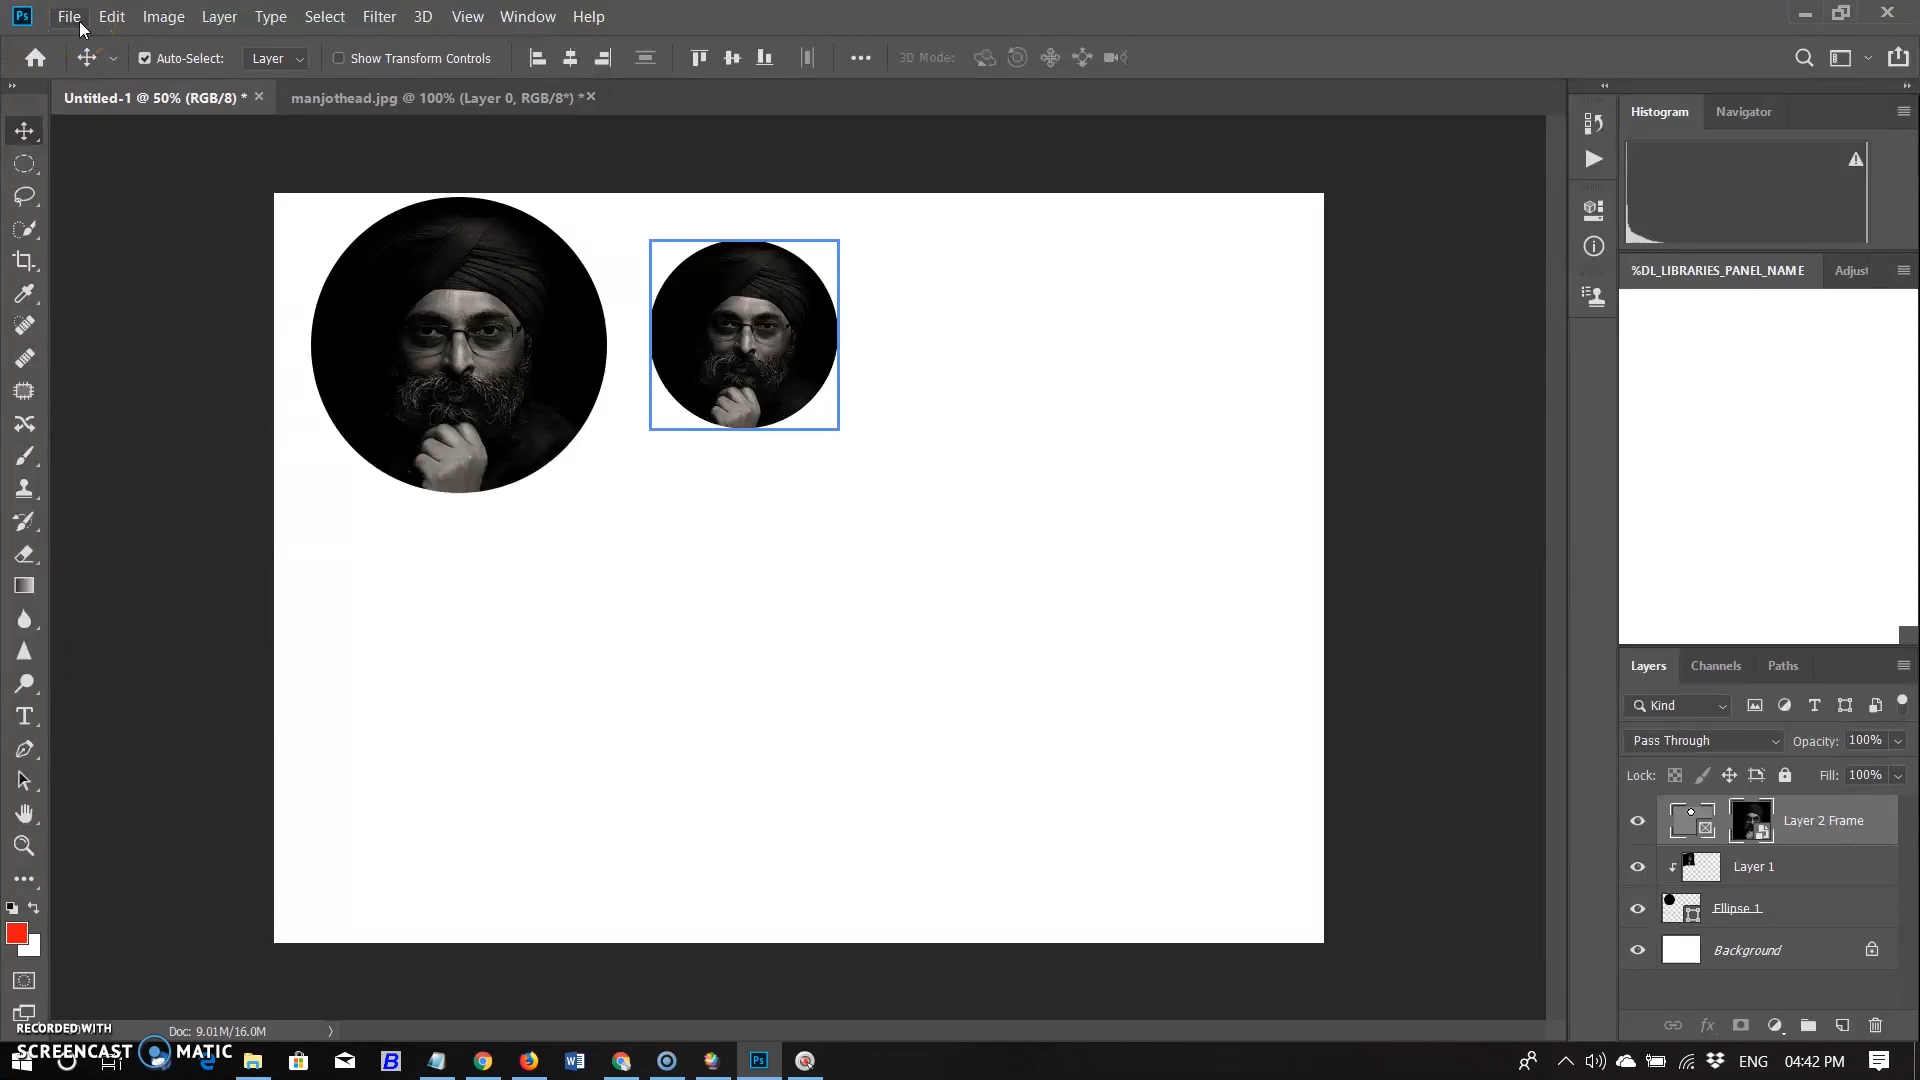 Ps File Edit Image Layer Type Select Filter 3D View Window Help
Auto-Select: Layer Show Transform Controls 3D Mode:
Untitled-1 @ 50% (RGB/8) * manjothead.jpg @ 100% (Layer 0, RGB/8*) *
Histogram Navigator
%DL_LIBRARIES_PANEL_NAME Adjust
Layers Channels Paths
Kind
Pass Through Opacity: 100%
Lock: Fill: 100%
Layer 2 Frame
Layer 1
Ellipse 1
Background
Doc: 9.01M/16.0M
RECORDED WITH
SCREENCAST MATIC
Ps
ENG 04:42 PM